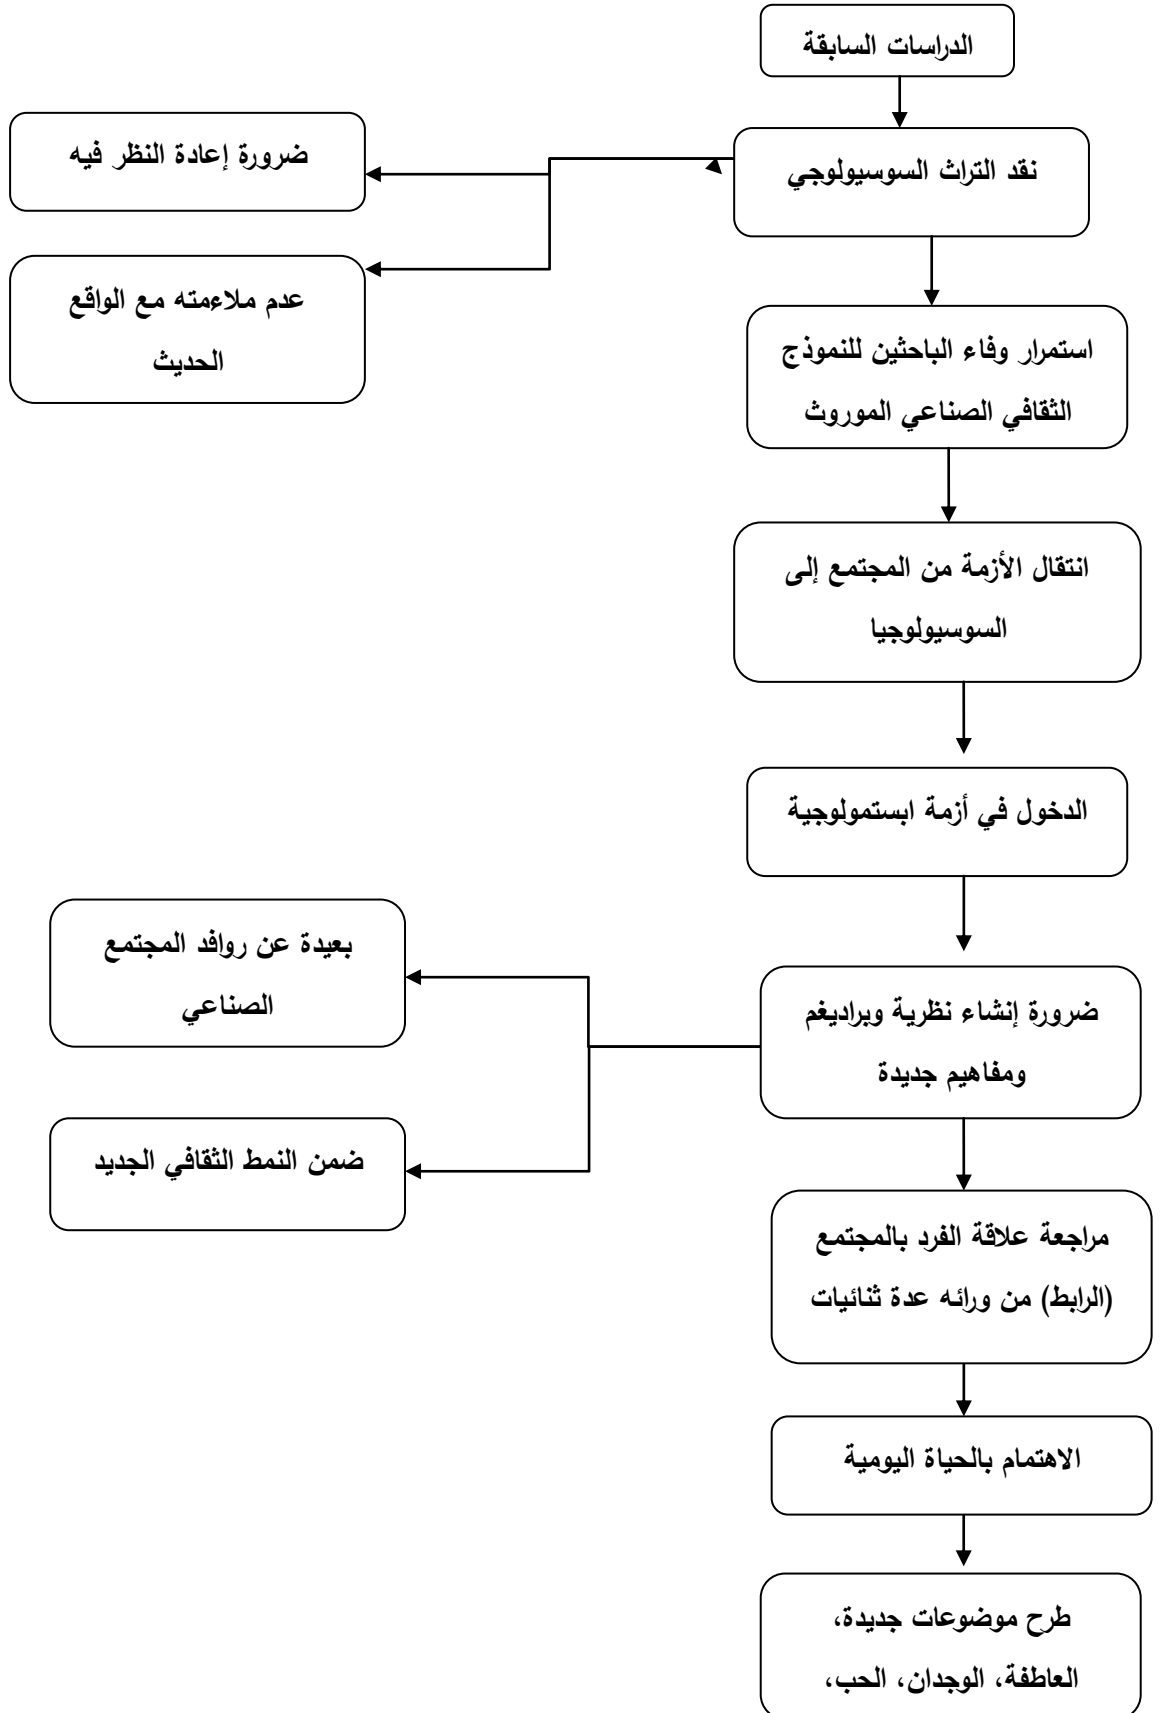 الدراسات السابقة
نقد التراث السوسيولوجي
ضرورة إعادة النظر فيه
عدم ملاءمته مع الواقع
الحديث
استمرار وفاء الباحثين للنموذج
الثقافي الصناعي الموروث
انتقال الأزمة من المجتمع إلى
السوسيولوجيا
الدخول في أزمة ابستمولوجية
ضرورة إنشاء نظرية وبراديغم
ومفاهيم جديدة
بعيدة عن روافد المجتمع
الصناعي
ضمن النمط الثقافي الجديد
مراجعة علاقة الفرد بالمجتمع
(الرابط) من ورائه عدة ثنائيات
الاهتمام بالحياة اليومية
طرح موضوعات جديدة،
العاطفة، الوجدان، الحب،